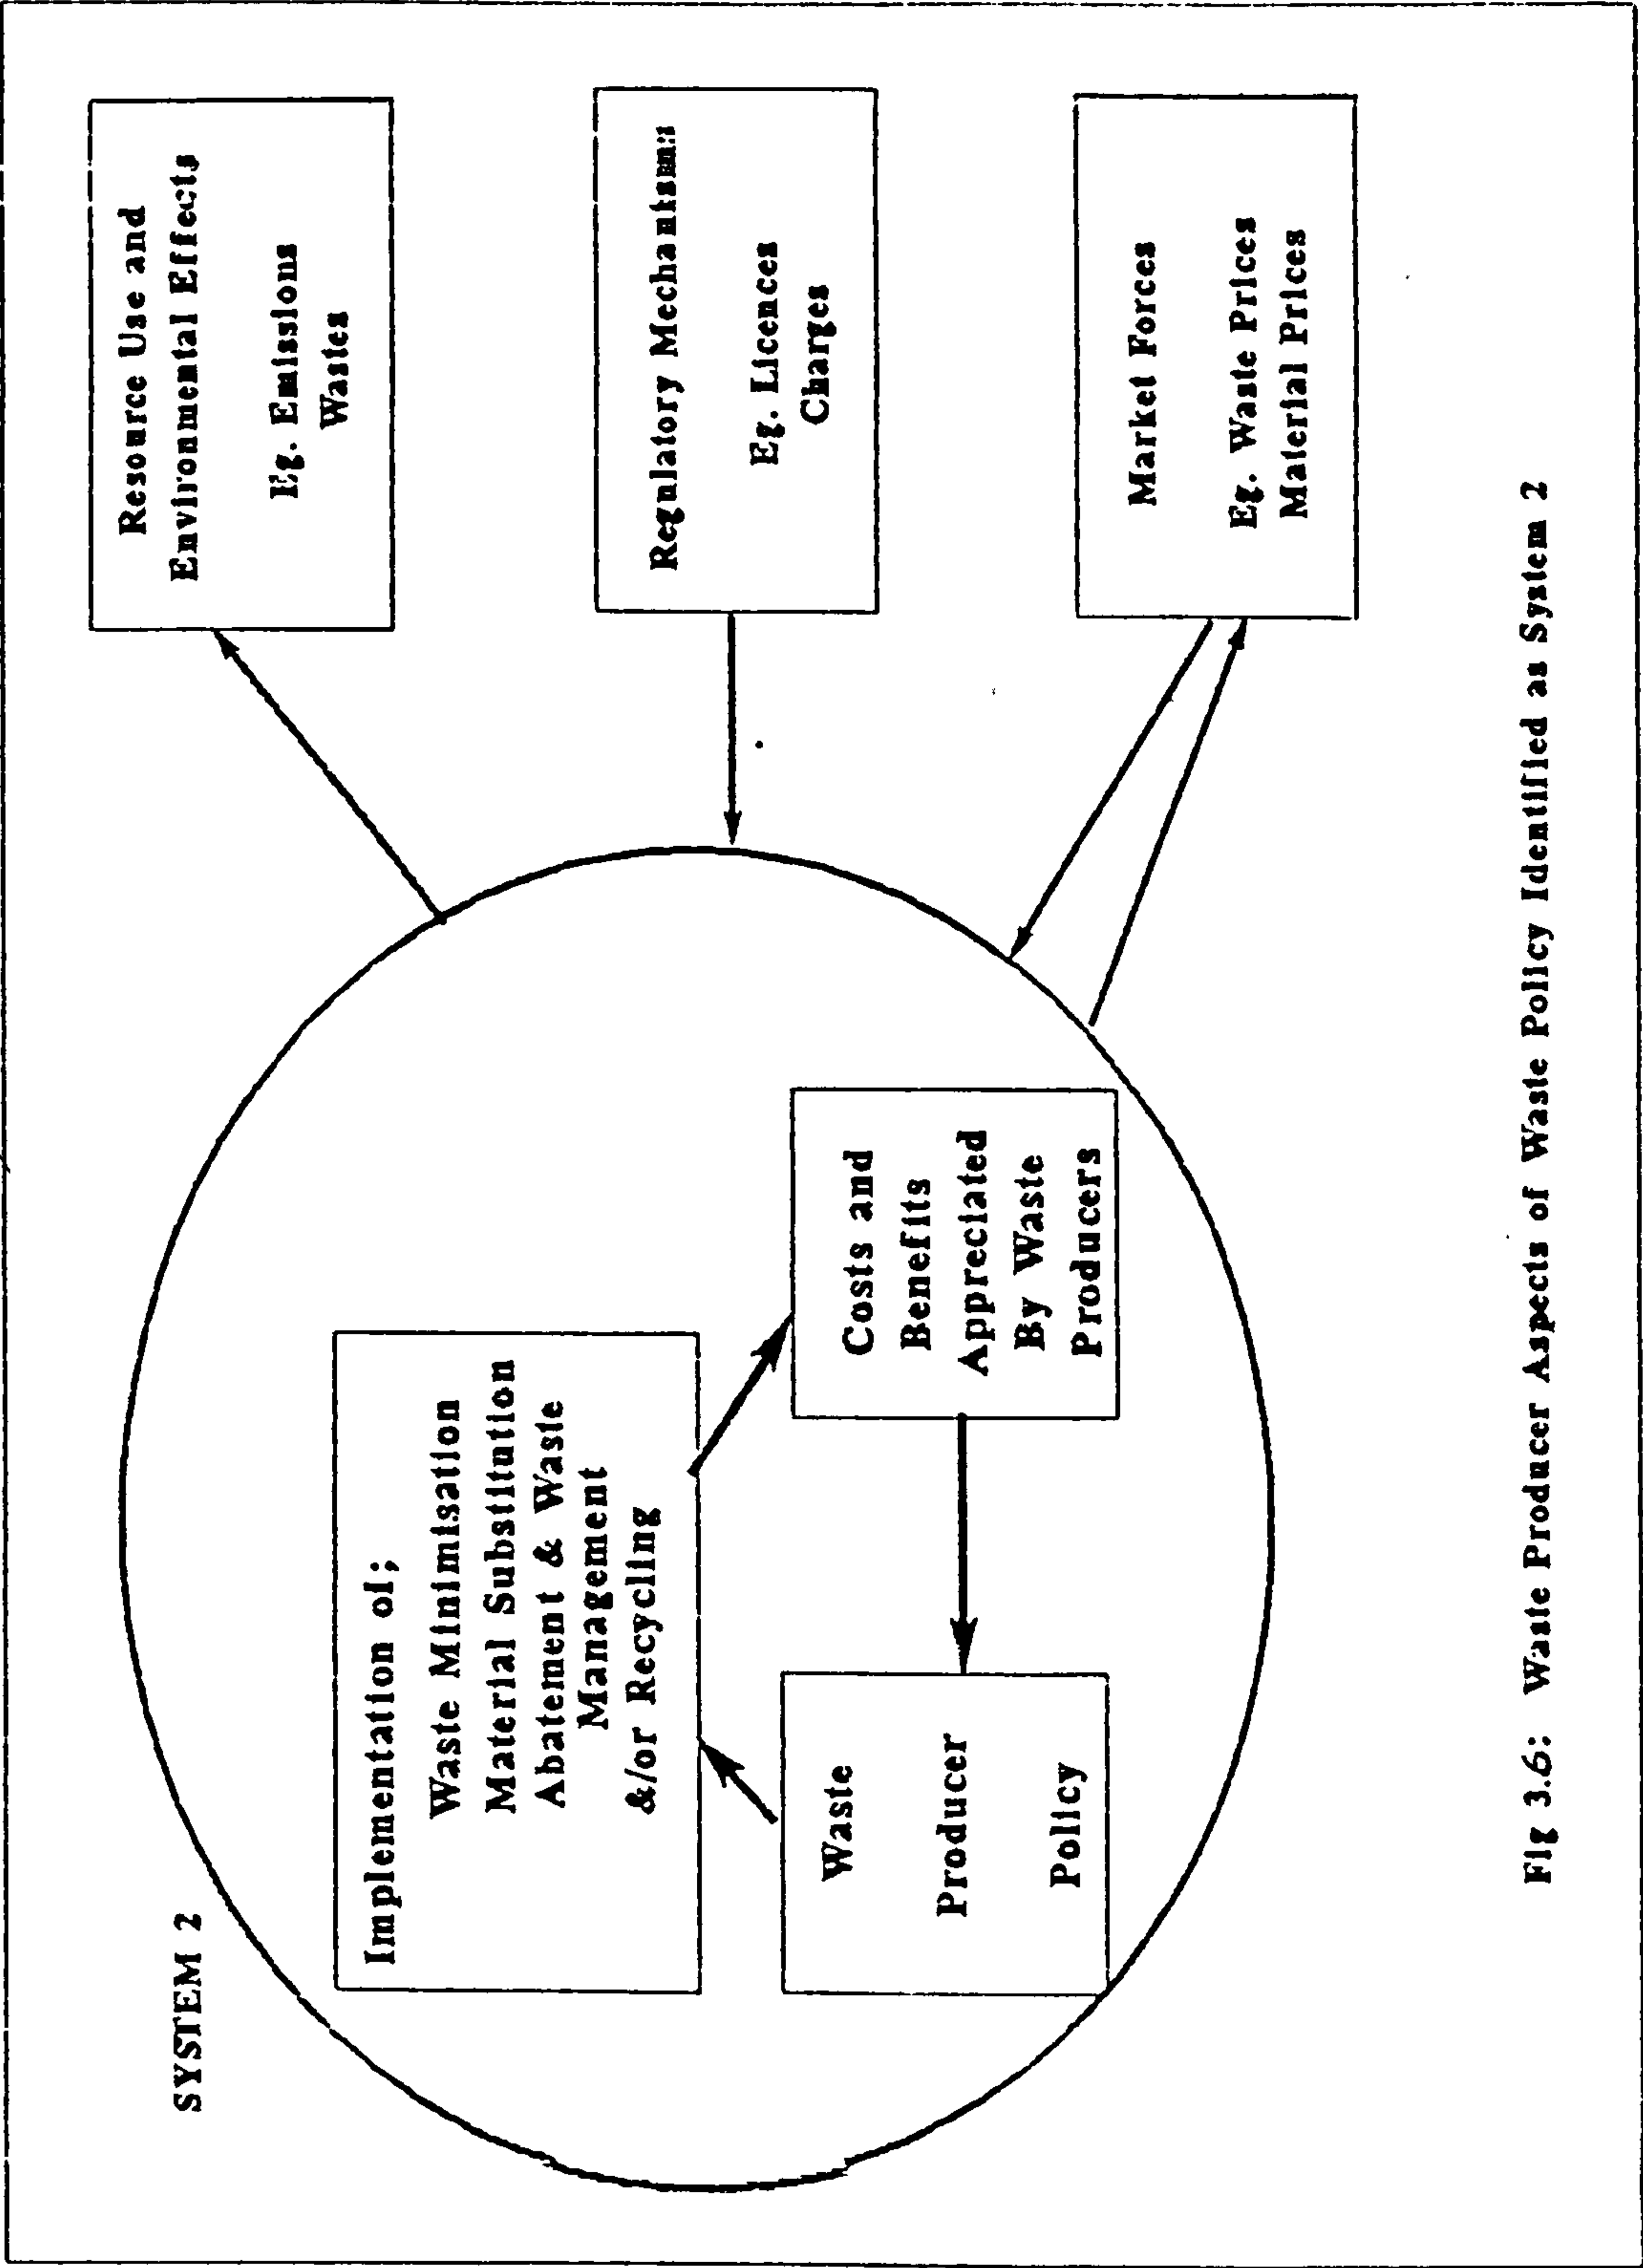 SYSTEM 2
Implementation of;
Waste Minimisation
Material Substitution
Abatement & Waste
Management
&/or Recycling
Waste
Producer
Policy
Costs and
Benefits
Appreciated
By Waste
Producers
Resource Use and
Environmental Effects
Eg. Emissions
Wastes
Regulatory Mechanisms
Eg. Licences
Charges
Market Forces
Eg. Waste Prices
Material Prices
Fig 3.6: Waste Producer Aspects of Waste Policy Identified as System 2